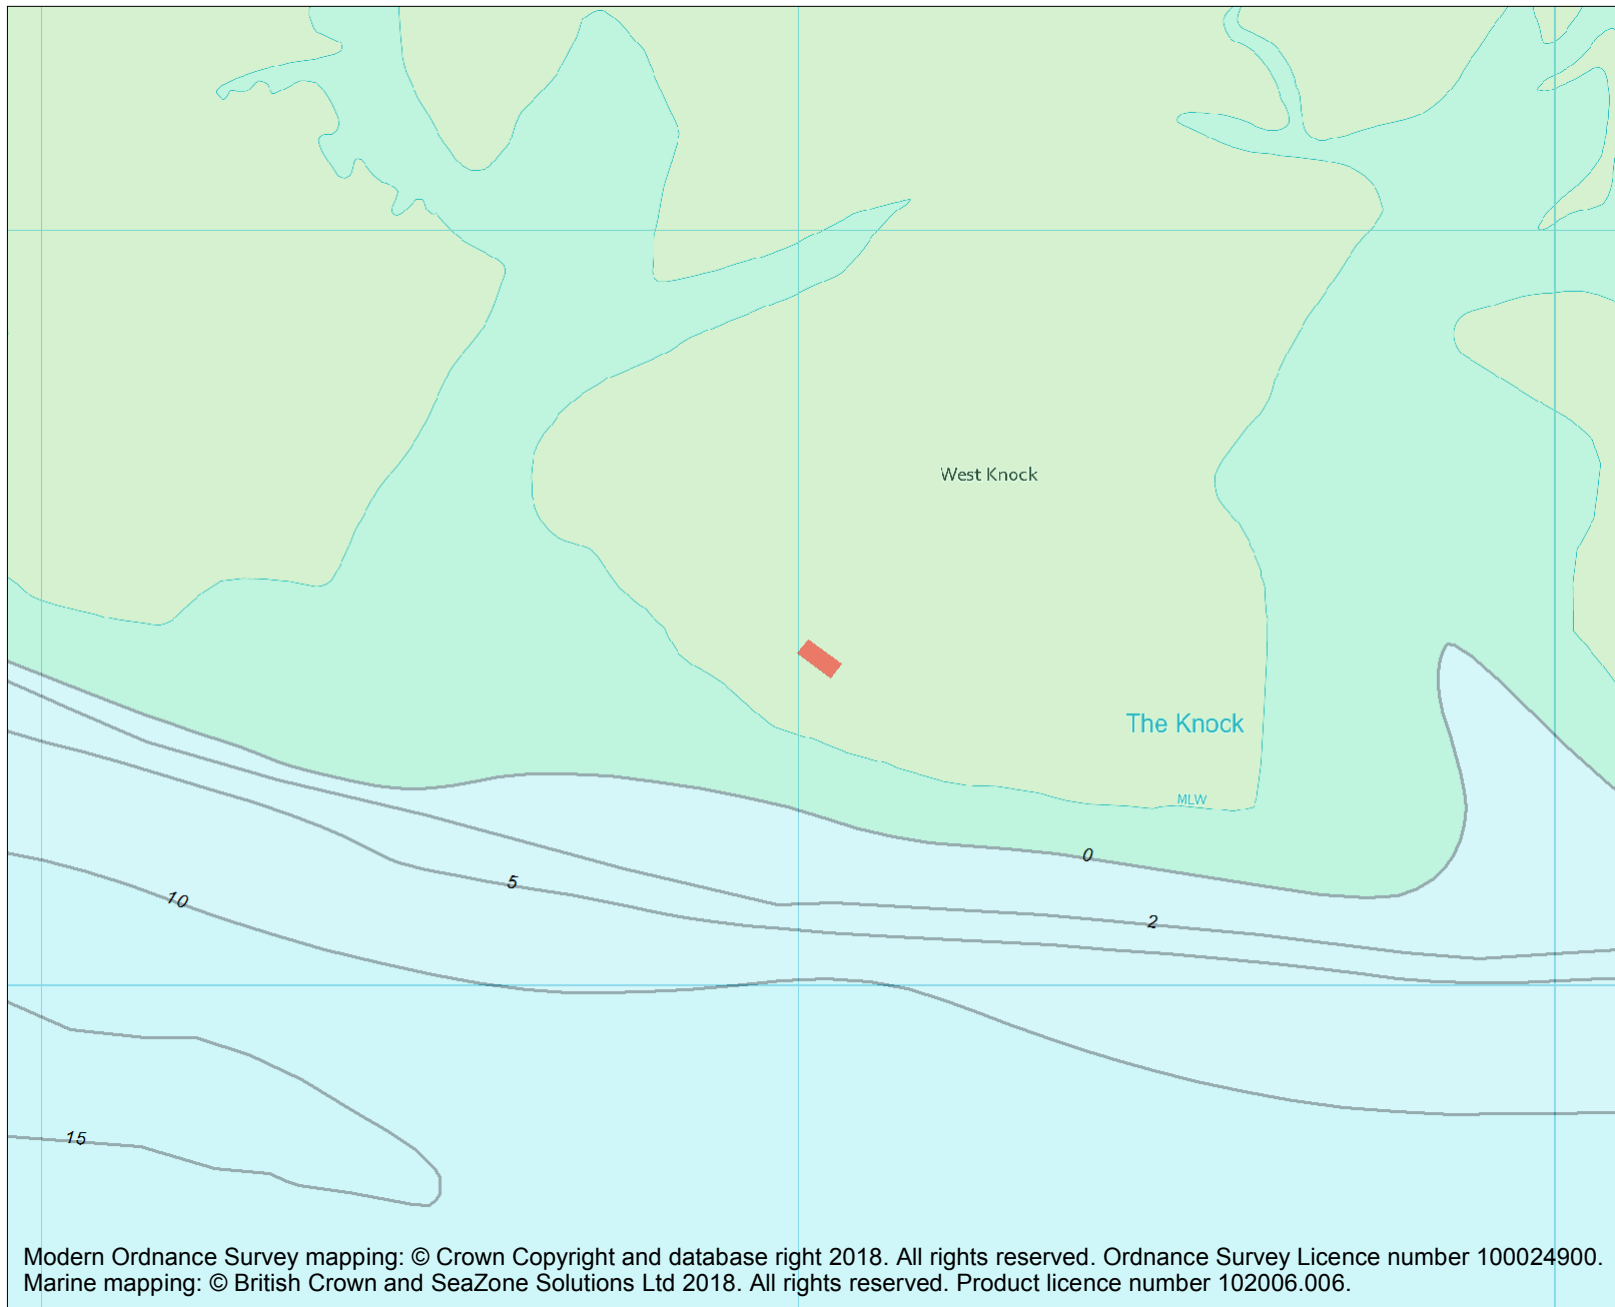 West Knock
The Knock
MLW
0
5
10
2
15
Modern Ordnance Survey mapping: © Crown Copyright and database right 2018. All rights reserved. Ordnance Survey Licence number 100024900.
Marine mapping: © British Crown and SeaZone Solutions Ltd 2018. All rights reserved. Product licence number 102006.006.